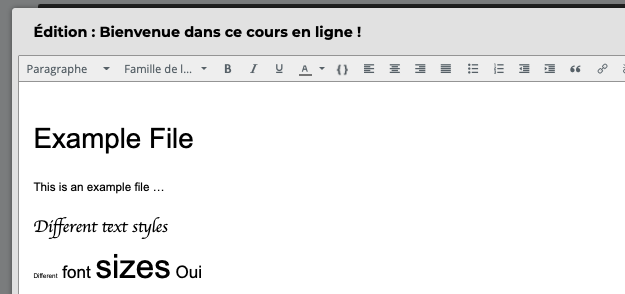 Édition : Bienvenue dans ce cours en ligne !
Paragraphe Famille de l... B I U A {}
Example File
This is an example file …
Different text styles
Different font sizes Oui